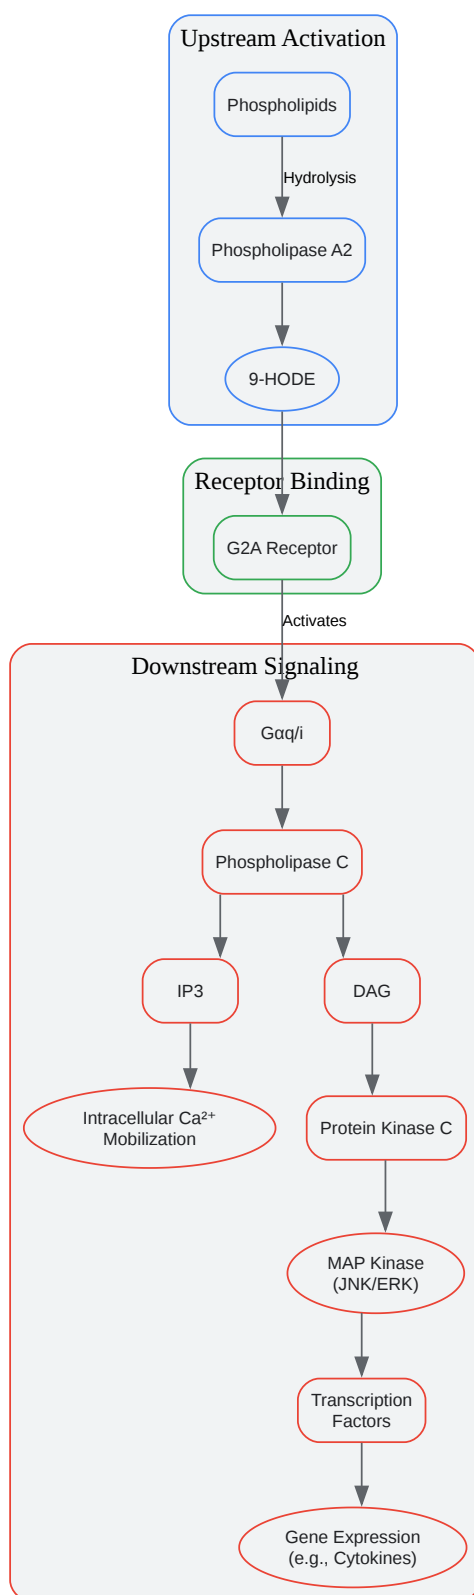 Upstream Activation
Phospholipids
Hydrolysis
Phospholipase A2
9-HODE
Receptor Binding
G2A Receptor
Activates
Downstream Signaling
Gαq/i
Phospholipase C
IP3
DAG
Intracellular Ca²⁺
Mobilization
Protein Kinase C
MAP Kinase
(JNK/ERK)
Transcription
Factors
Gene Expression
(e.g., Cytokines)